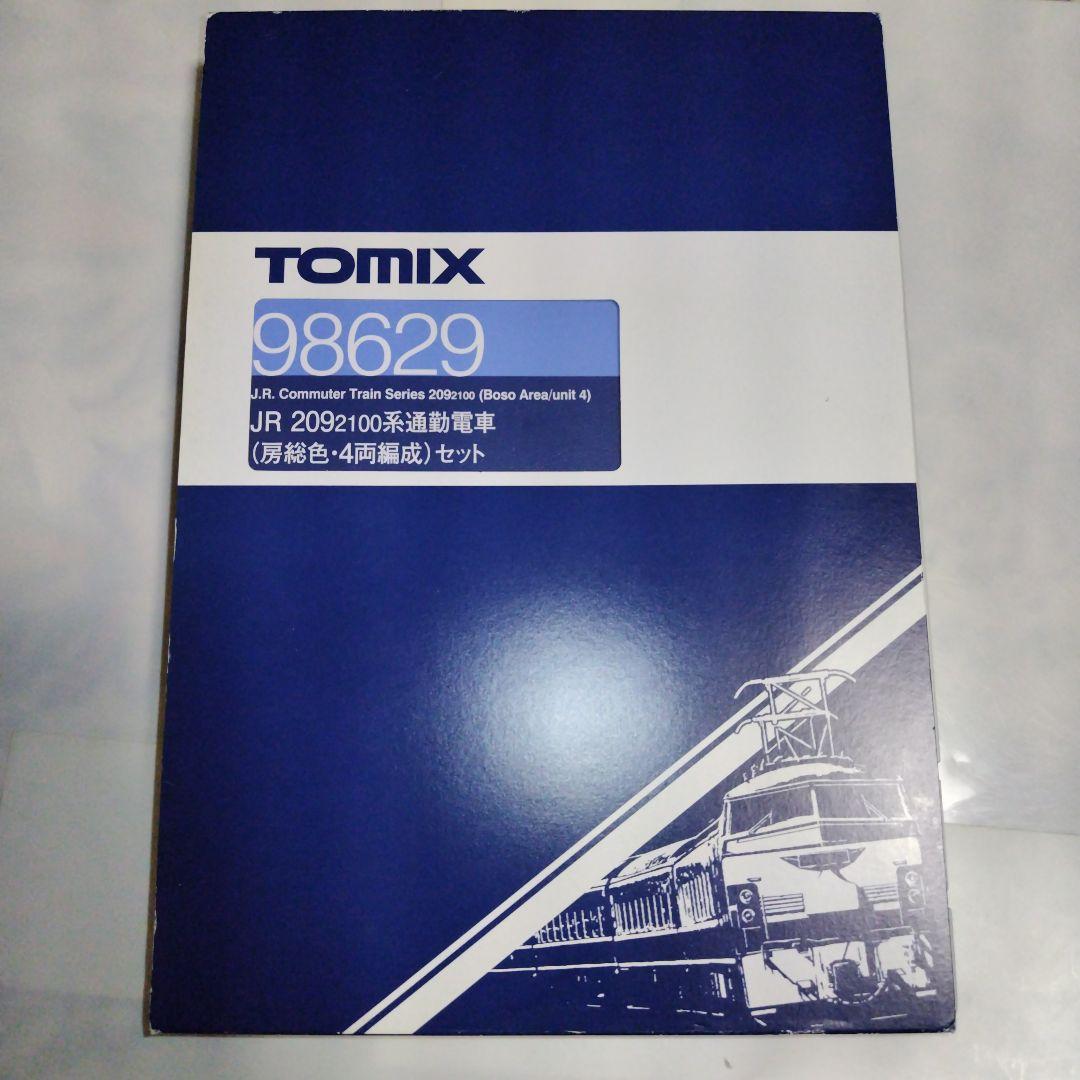 TOMIX
98629
J.R. Commuter Train Series 2092100 (Boso Area/unit 4)
JR 2092100系通勤電車
(房総色・4両編成)セット